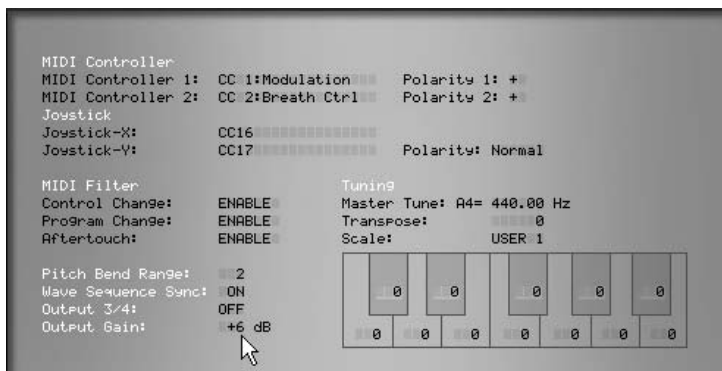 MIDI Controller
MIDI Controller 1: CC 1:Modulation Polarity 1: +
MIDI Controller 2: CC 2:Breath Ctrl Polarity 2: +
Joystick
Joystick-X: CC16
Joystick-Y: CC17 Polarity: Normal
MIDI Filter Tuning
Control Change: ENABLE Master Tune: A4= 440.00 Hz
Program Change: ENABLE Transpose: 0
Aftertouch: ENABLE Scale: USER 1
Pitch Bend Range: 2
Wave Sequence Sync: ON 0 0 0 0 0
Output 3/4: OFF
Output Gain: +6 dB 0 0 0 0 0 0 0